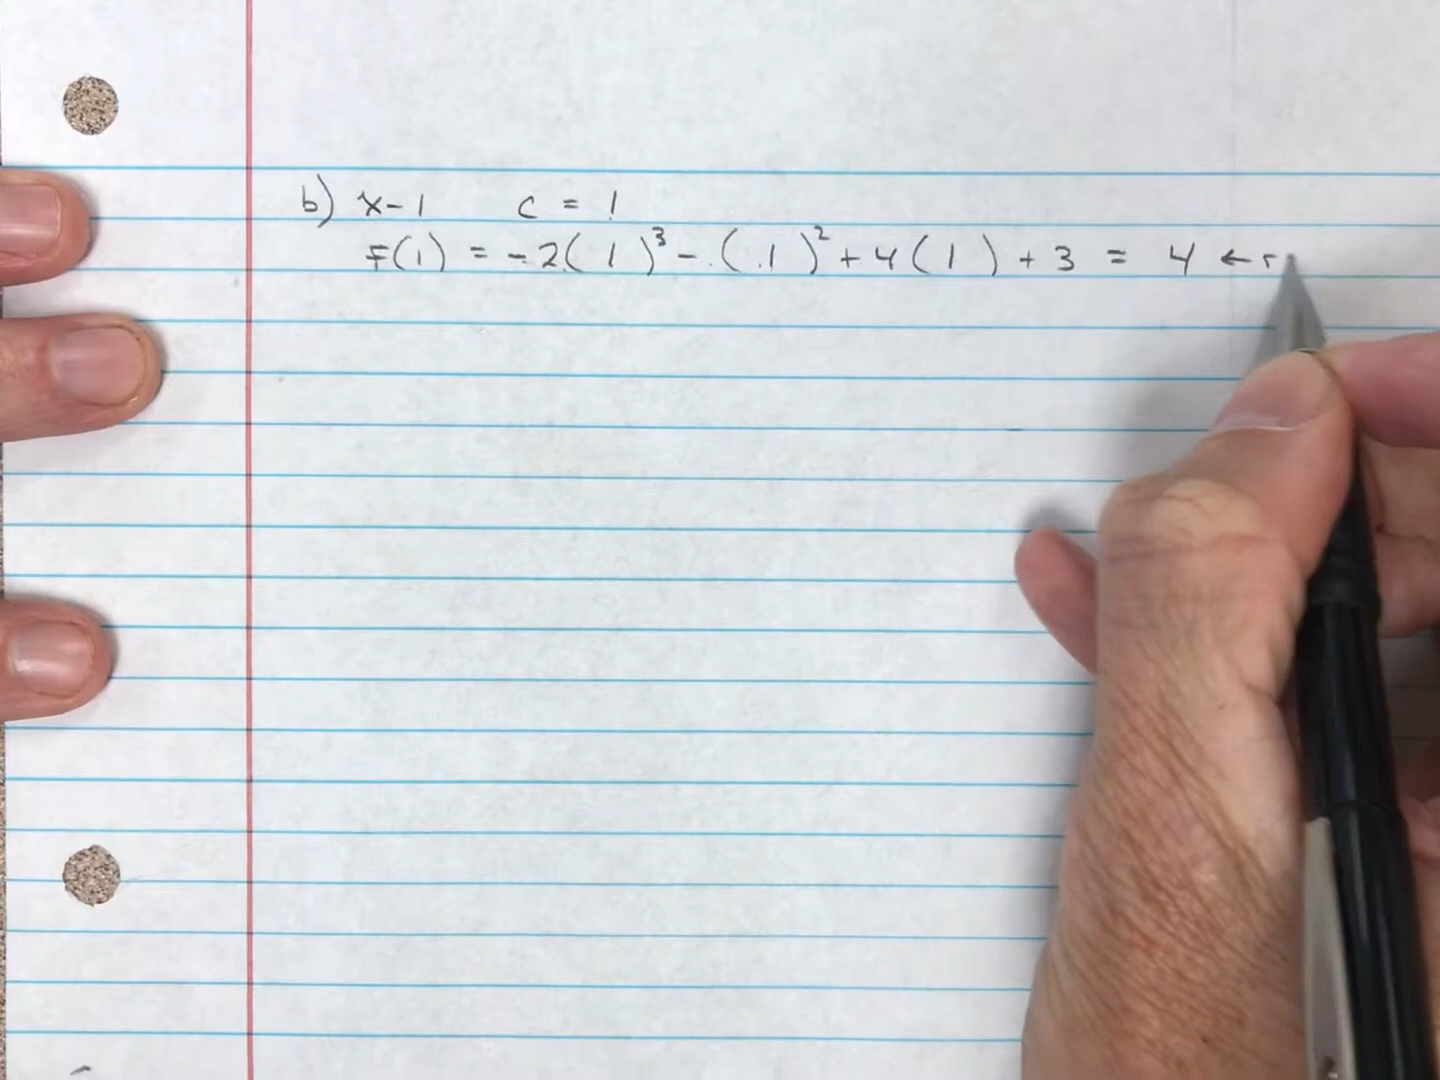 b) x-1 c = 1
F(1) = -2(1)³ - (1)² + 4(1) + 3 = 4 ← r